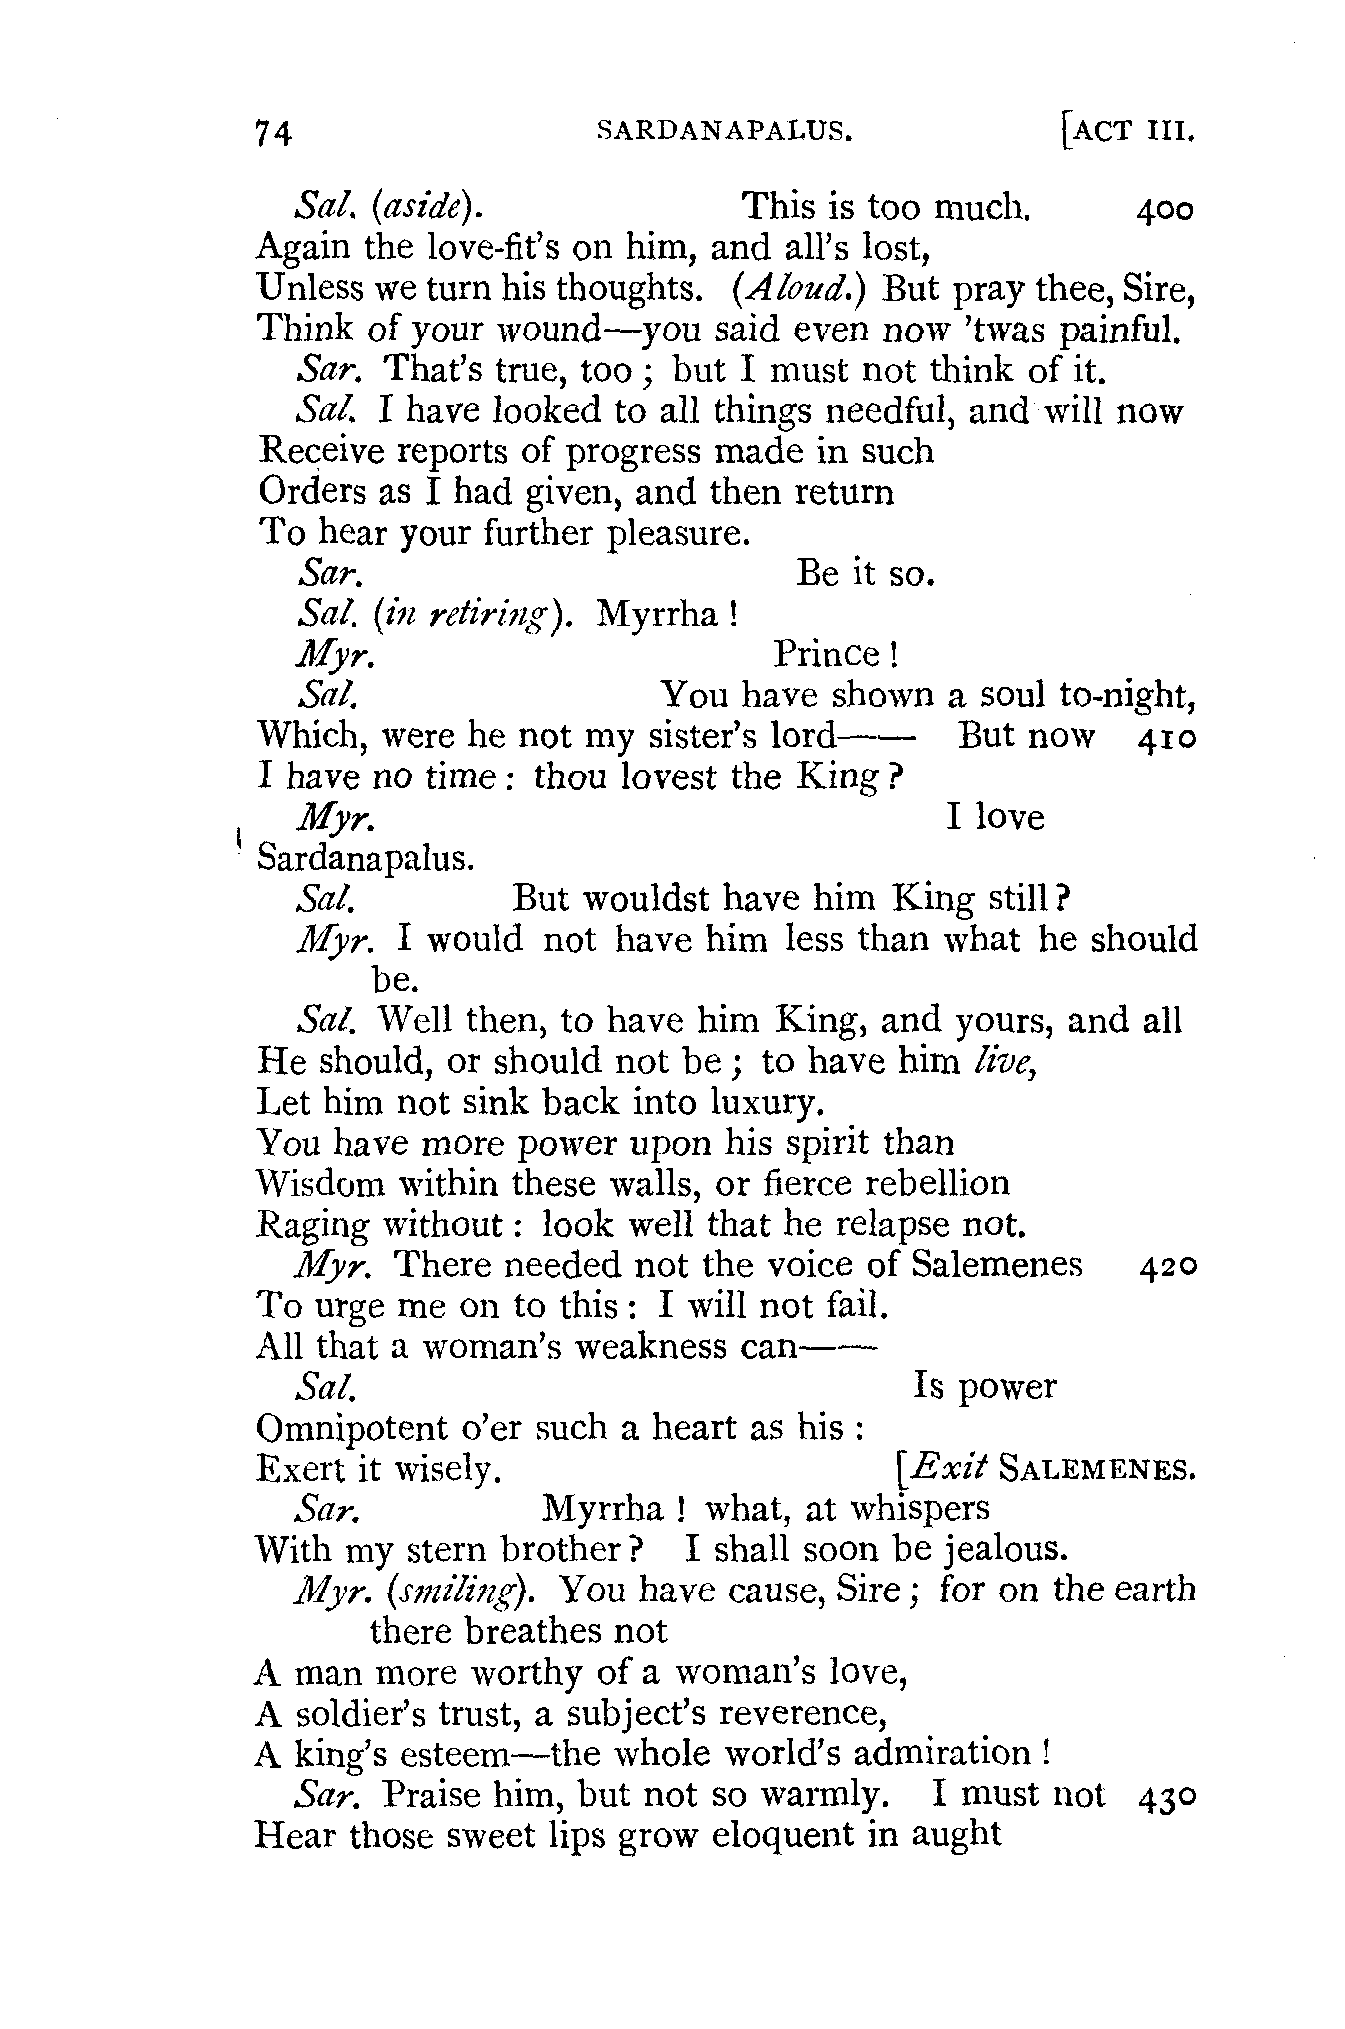 74 SARDANAPALUS. [ACT III.
Sal. (aside). This is too much. 400
Again the love-fit's on him, and all's lost,
Unless we turn his thoughts. (Aloud.) But pray thee, Sire,
Think of your wound—you said even now 'twas painful.
Sar. That's true, too; but I must not think of it.
Sal. I have looked to all things needful, and will now
Receive reports of progress made in such
Orders as I had given, and then return
To hear your further pleasure.
Sar. Be it so.
Sal. (in retiring). Myrrha!
Myr. Prince!
Sal. You have shown a soul to-night,
Which, were he not my sister's lord—— But now 410
I have no time: thou lovest the King?
Myr. I love
Sardanapalus.
Sal. But wouldst have him King still?
Myr. I would not have him less than what he should
be.
Sal. Well then, to have him King, and yours, and all
He should, or should not be; to have him live,
Let him not sink back into luxury.
You have more power upon his spirit than
Wisdom within these walls, or fierce rebellion
Raging without: look well that he relapse not.
Myr. There needed not the voice of Salemenes 420
To urge me on to this: I will not fail.
All that a woman's weakness can——
Sal. Is power
Omnipotent o'er such a heart as his:
Exert it wisely. [Exit SALEMENES.
Sar. Myrrha! what, at whispers
With my stern brother? I shall soon be jealous.
Myr. (smiling). You have cause, Sire; for on the earth
there breathes not
A man more worthy of a woman's love,
A soldier's trust, a subject's reverence,
A king's esteem—the whole world's admiration!
Sar. Praise him, but not so warmly. I must not 430
Hear those sweet lips grow eloquent in aught